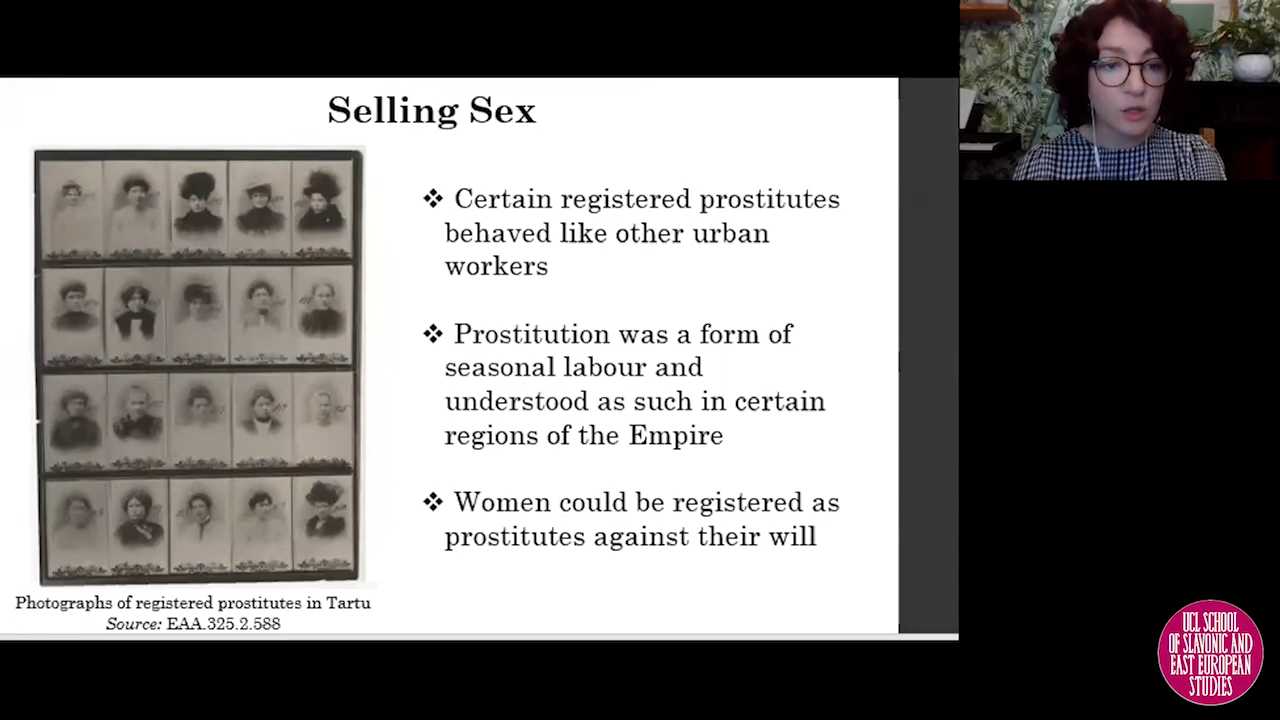 Selling Sex
❖ Certain registered prostitutes
behaved like other urban
workers
❖ Prostitution was a form of
seasonal labour and
understood as such in certain
regions of the Empire
❖ Women could be registered as
prostitutes against their will
Photographs of registered prostitutes in Tartu
Source: EAA.325.2.588
UCL SCHOOL
OF SLAVONIC AND
EAST EUROPEAN
STUDIES